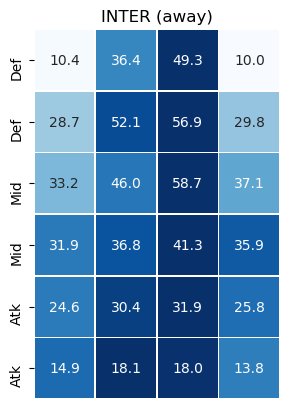 INTER (away)
Def 10.4 36.4 49.3 10.0
Def 28.7 52.1 56.9 29.8
Mid 33.2 46.0 58.7 37.1
Mid 31.9 36.8 41.3 35.9
Atk 24.6 30.4 31.9 25.8
Atk 14.9 18.1 18.0 13.8